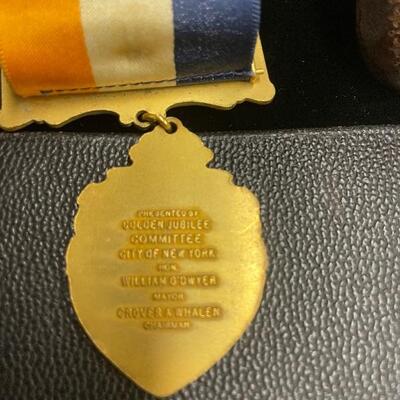 PRESENTED BY
GOLDEN JUBILEE
COMMITTEE
CITY OF NEW YORK
HON.
WILLIAM O'DWYER
MAYOR
GROVER A WHALEN
CHAIRMAN